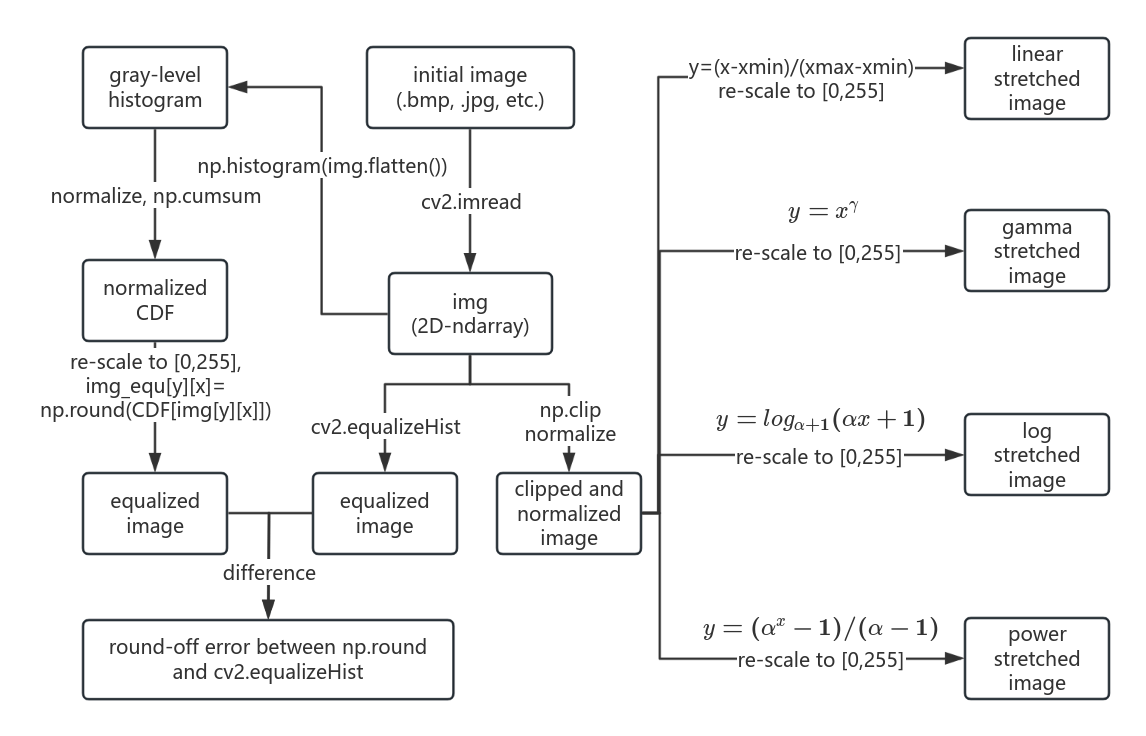 gray-level
histogram
initial image
(.bmp, .jpg, etc.)
y=(x-xmin)/(xmax-xmin)
re-scale to [0,255]
linear
stretched
image
np.histogram(img.flatten())
normalize, np.cumsum
cv2.imread
y = x^γ
re-scale to [0,255]
gamma
stretched
image
normalized
CDF
img
(2D-ndarray)
re-scale to [0,255],
img_equ[y][x]=
np.round(CDF[img[y][x]])
cv2.equalizeHist
np.clip
normalize
y = log_{α+1}(αx + 1)
re-scale to [0,255]
log
stretched
image
equalized
image
equalized
image
clipped and
normalized
image
difference
round-off error between np.round
and cv2.equalizeHist
y = (α^x − 1)/(α − 1)
re-scale to [0,255]
power
stretched
image